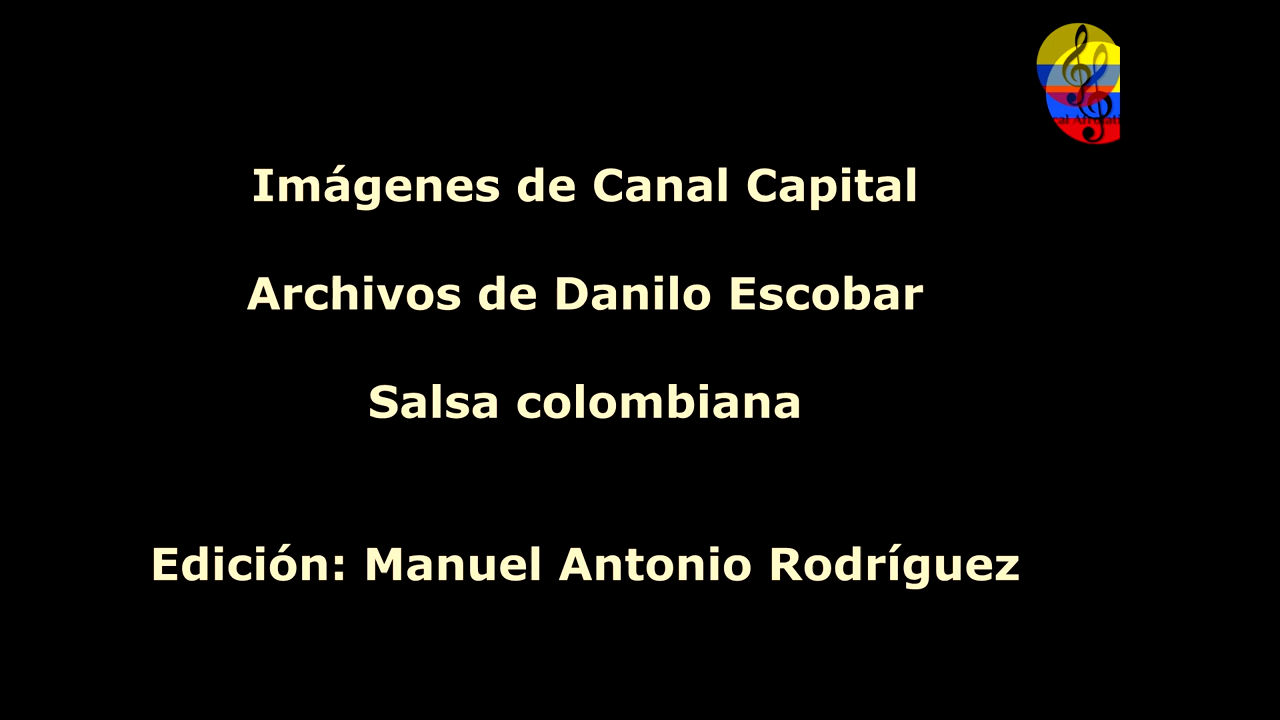 Imágenes de Canal Capital
Archivos de Danilo Escobar
Salsa colombiana
Edición: Manuel Antonio Rodríguez